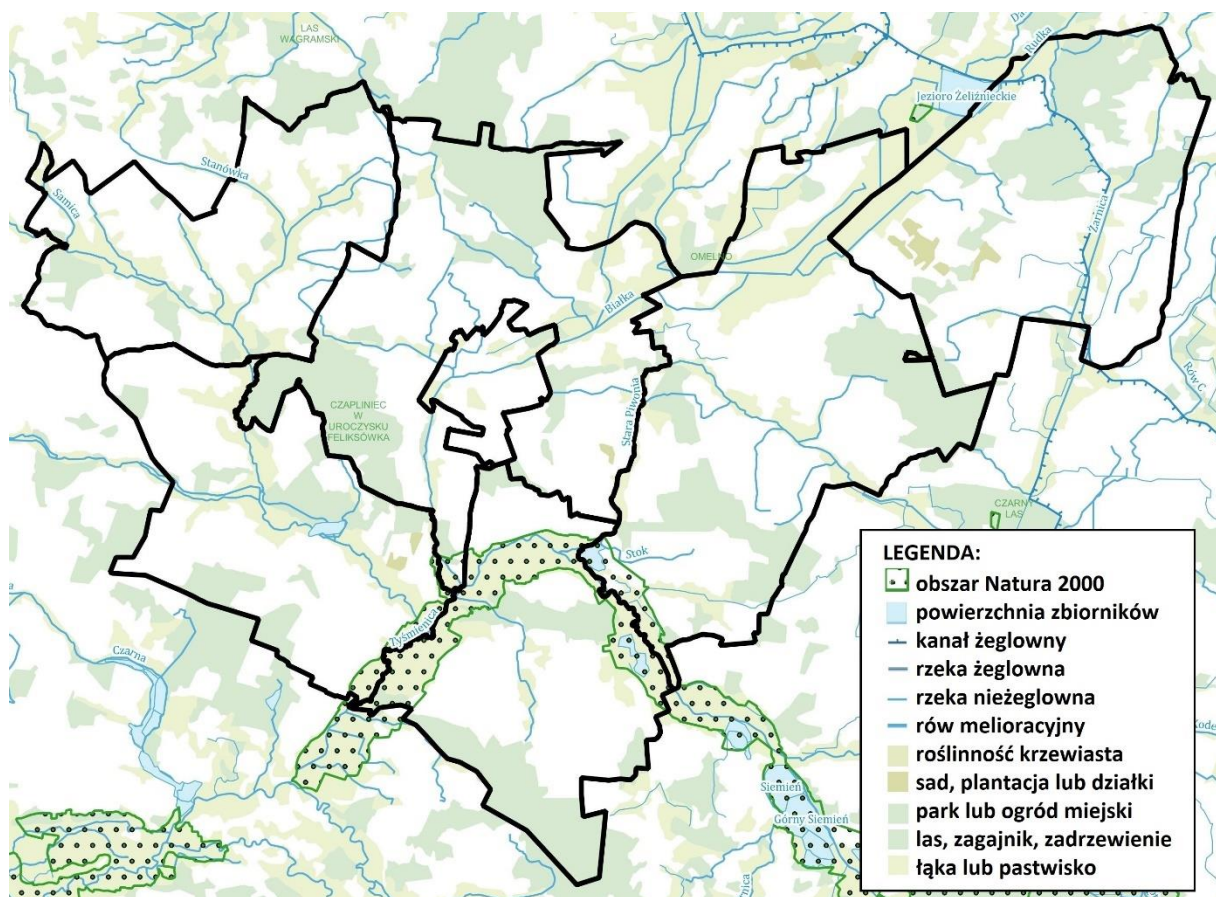 LAS
WAGRAMSKI
Rudka
Jezioro Żeliźnieckie
Stanówka
Samica
Żarnica
OMELNO
Białka
Rów C
Stara Piwonia
CZAPLINIEC
W
UROCZYSKU
FELIKSÓWKA
CZARNY
LAS
Stok
Tyśmienica
Czarna
Siemień
Górny Siemień
LEGENDA:
obszar Natura 2000
powierzchnia zbiorników
kanał żeglowny
rzeka żeglowna
rzeka nieżeglowna
rów melioracyjny
roślinność krzewiasta
sad, plantacja lub działki
park lub ogród miejski
las, zagajnik, zadrzewienie
łąka lub pastwisko